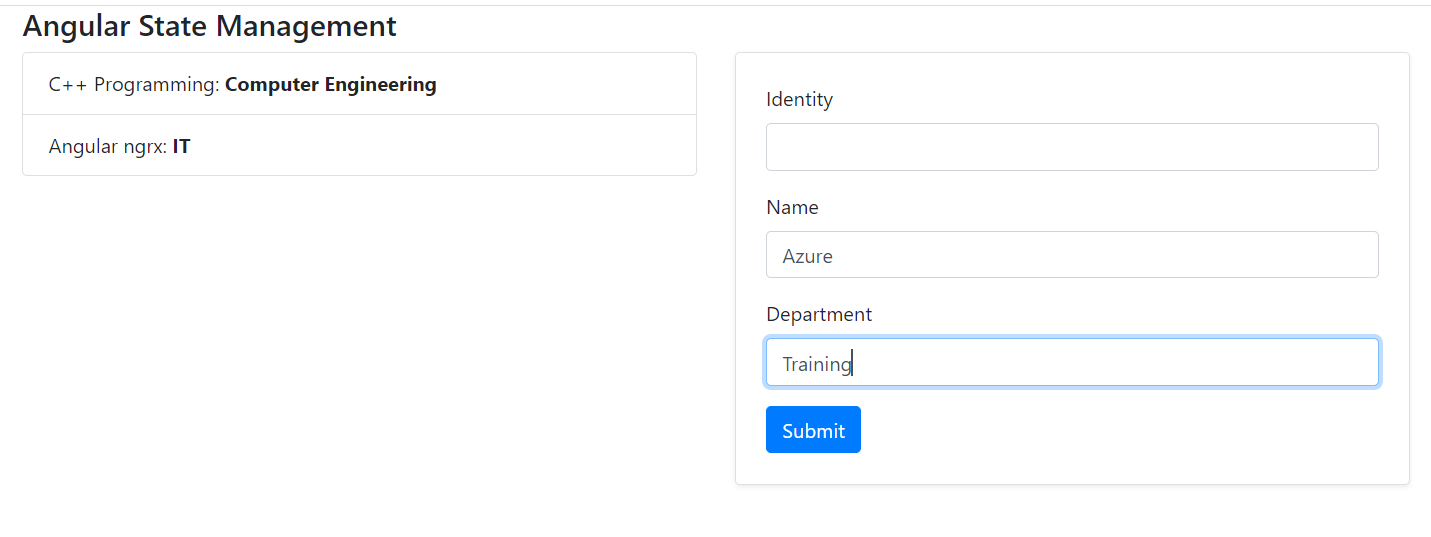 Angular State Management
C++ Programming: Computer Engineering
Angular ngrx: IT
Identity
Name
Azure
Department
Training
Submit